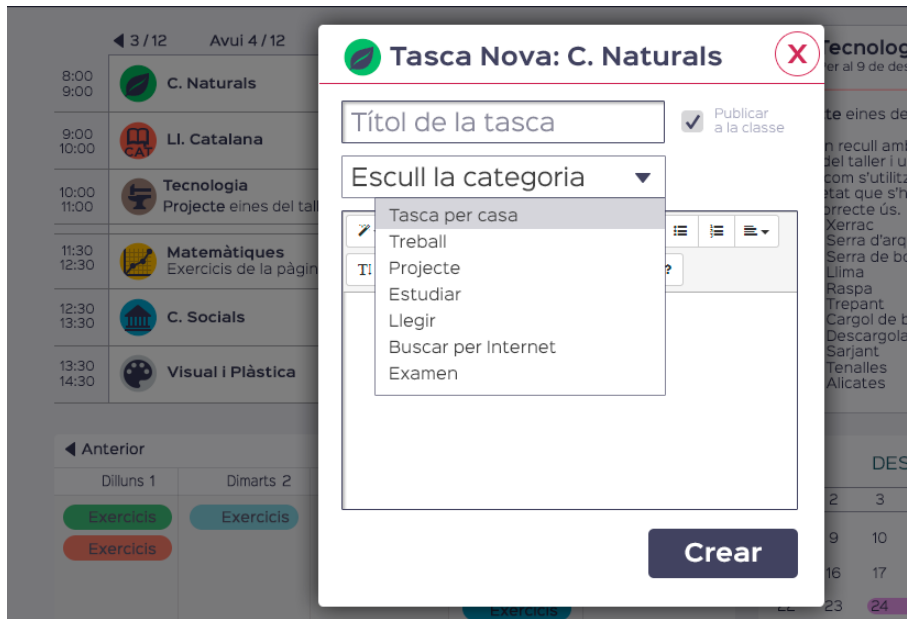 3 / 12 Avui 4 / 12
8:00
9:00
C. Naturals
9:00
10:00
CAT
Ll. Catalana
10:00
11:00
Tecnologia
Projecte eines del tall
11:30
12:30
Matemàtiques
Exercicis de la pàgin
12:30
13:30
C. Socials
13:30
14:30
Visual i Plàstica
Anterior
Dilluns 1 Dimarts 2
Exercicis Exercicis
Exercicis
Exercicis
Tasca Nova: C. Naturals
X
Títol de la tasca
Publicar
a la classe
Escull la categoria
Tasca per casa
Treball
Projecte
Estudiar
Llegir
Buscar per Internet
Examen
TI
?
Crear
Tecnolog
er al 9 de des
te eines de
n recull amb
del taller i u
com s'utilitz
etat que s'h
orrecte ús.
Xerrac
Serra d'arq
Serra de bo
Llima
Raspa
Trepant
Cargol de b
Descargola
Sarjant
Tenalles
Alicates
DES
2 3
9 10
16 17
22 23 24